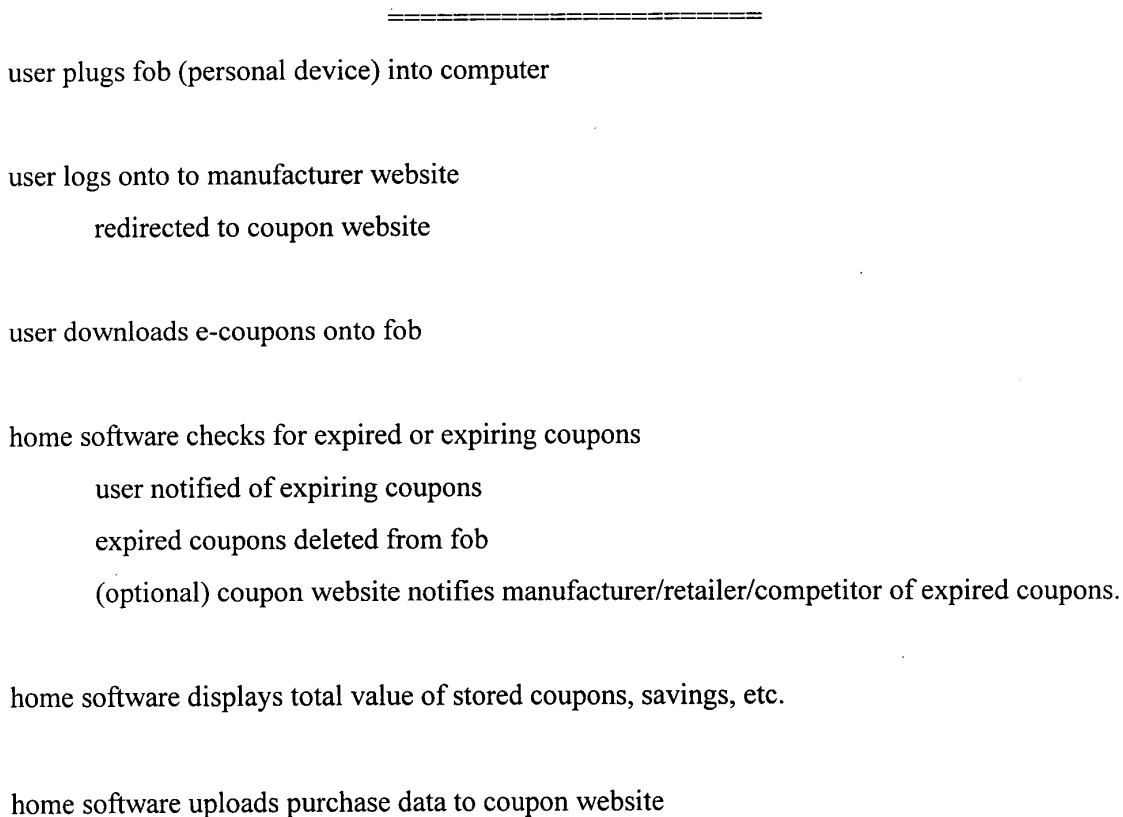 =======================
user plugs fob (personal device) into computer
user logs onto to manufacturer website
redirected to coupon website
user downloads e-coupons onto fob
home software checks for expired or expiring coupons
user notified of expiring coupons
expired coupons deleted from fob
(optional) coupon website notifies manufacturer/retailer/competitor of expired coupons.
home software displays total value of stored coupons, savings, etc.
home software uploads purchase data to coupon website